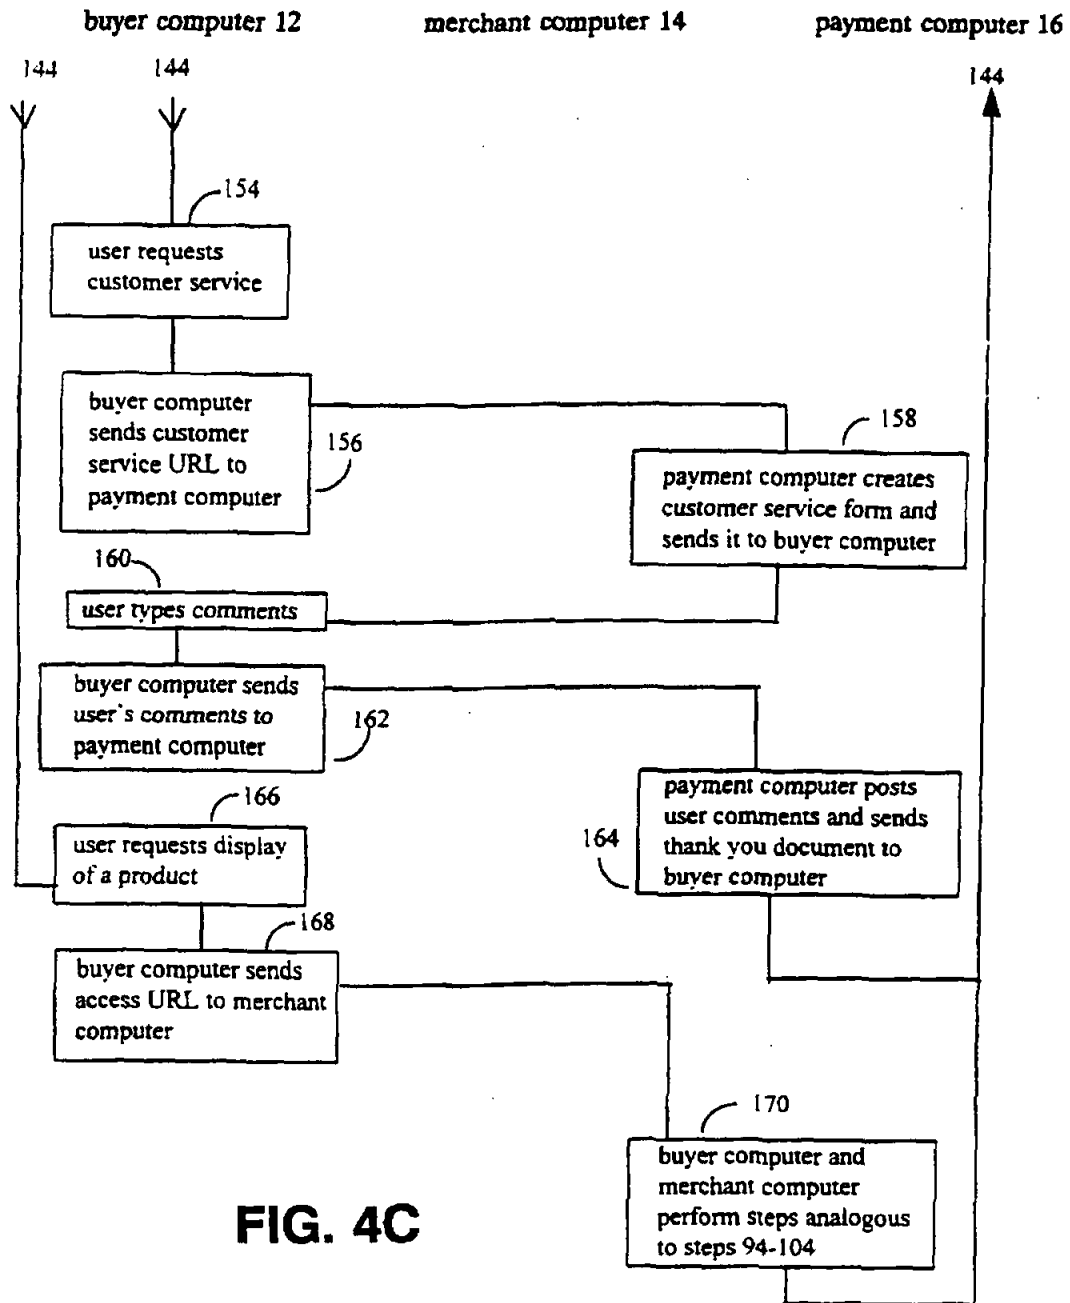 buyer computer 12
merchant computer 14
payment computer 16
144
144
144
154
user requests
customer service
buyer computer
sends customer
service URL to
payment computer
156
158
payment computer creates
customer service form and
sends it to buyer computer
160
user types comments
buyer computer sends
user's comments to
payment computer
162
payment computer posts
user comments and sends
thank you document to
buyer computer
164
166
user requests display
of a product
168
buyer computer sends
access URL to merchant
computer
170
buyer computer and
merchant computer
perform steps analogous
to steps 94-104
FIG. 4C